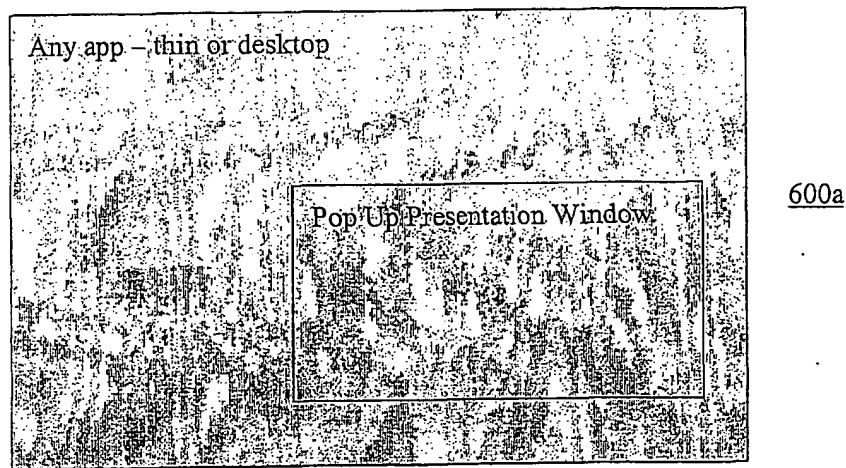 Any app – thin or desktop
600a
Pop Up Presentation Window